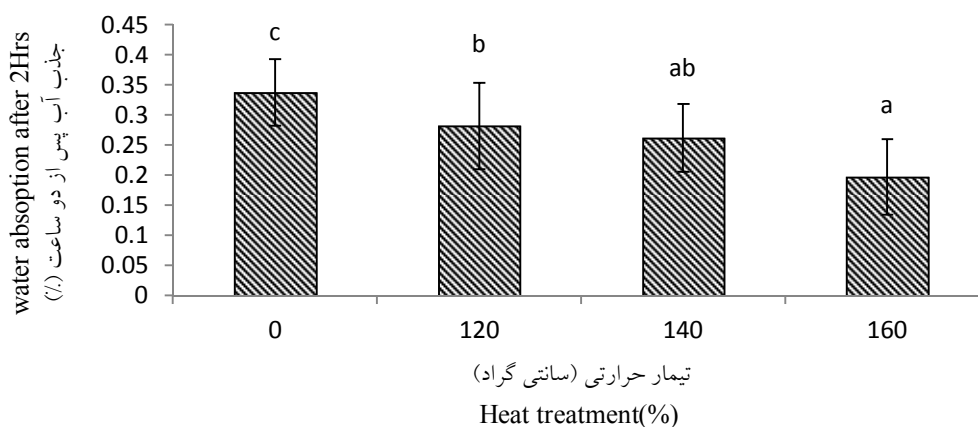 water absoption after 2Hrs
جذب آب پس از دو ساعت (٪)
0.45
0.4
0.35
0.3
0.25
0.2
0.15
0.1
0.05
0
c
b
ab
a
0 120 140 160
تیمار حرارتی (سانتی گراد)
Heat treatment(%)